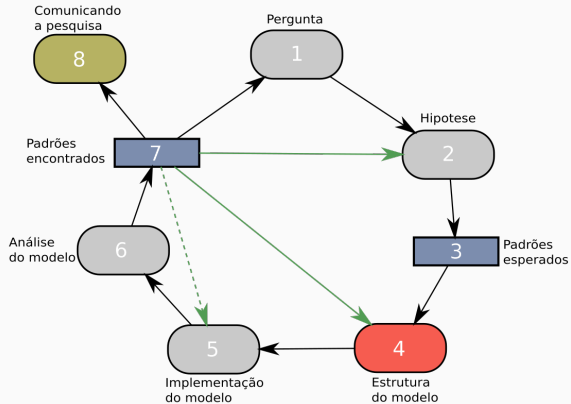 Comunicando
a pesquisa
8
Pergunta
1
Hipotese
2
Padrões
encontrados
7
Padrões
esperados
3
Análise
do modelo
6
5
Implementação
do modelo
4
Estrutura
do modelo